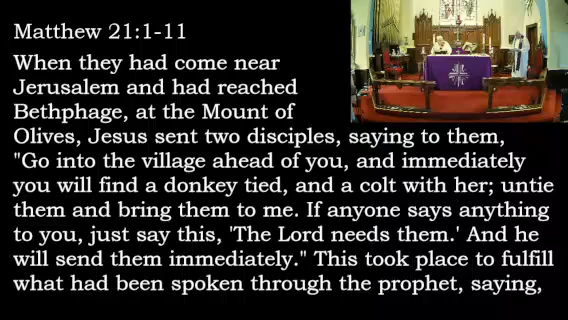 Matthew 21:1-11
When they had come near
Jerusalem and had reached
Bethphage, at the Mount of
Olives, Jesus sent two disciples, saying to them,
"Go into the village ahead of you, and immediately
you will find a donkey tied, and a colt with her; untie
them and bring them to me. If anyone says anything
to you, just say this, 'The Lord needs them.' And he
will send them immediately." This took place to fulfill
what had been spoken through the prophet, saying,